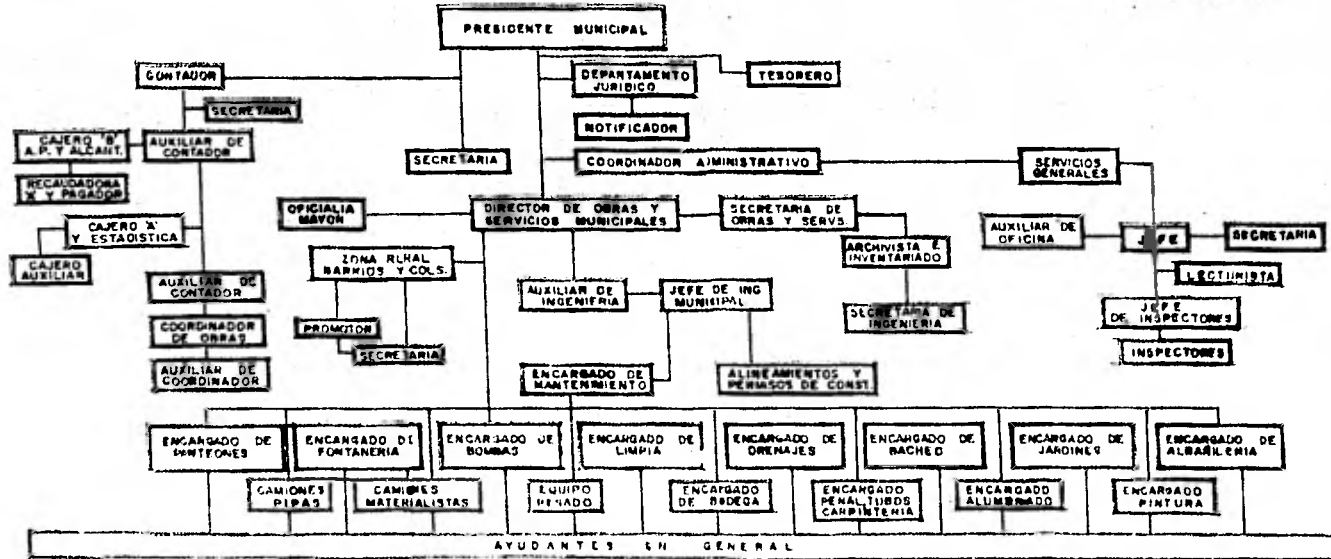 PRESIDENTE MUNICIPAL
CONTADOR
DEPARTAMENTO
JURIDICO
TESORERO
SECRETARIA
NOTIFICADOR
CAJERO "B"
A.P. Y ALCANT.
AUXILIAR DE
CONTADOR
SECRETARIA
COORDINADOR ADMINISTRATIVO
SERVICIOS
GENERALES
RECAUDADORA
"A" Y PAGADOR
OFICIALIA
MAYOR
DIRECTOR DE OBRAS Y
SERVICIOS MUNICIPALES
SECRETARIA DE
OBRAS Y SERVS.
CAJERO "A"
Y ESTADISTICA
AUXILIAR DE
OFICINA
JEFE
SECRETARIA
CAJERO
AUXILIAR
ZONA RURAL
BARRIOS Y COLS.
ARCHIVISTA E
INVENTARIADO
LECTURISTA
AUXILIAR DE
CONTADOR
AUXILIAR DE
INGENIERIA
JEFE DE ING
MUNICIPAL
SECRETARIA DE
INGENIERIA
JEFE
DE INSPECTORES
COORDINADOR
DE OBRAS
PROMOTOR
SECRETARIA
INSPECTORES
AUXILIAR DE
COORDINADOR
ENCARGADO DE
MANTENIMIENTO
ALINEAMIENTOS Y
PERMISOS DE CONST.
ENCARGADO DE
PANTEONES
ENCARGADO DE
FONTANERIA
ENCARGADO DE
BOMBAS
ENCARGADO DE
LIMPIA
ENCARGADO DE
DRENAJES
ENCARGADO DE
BACHEO
ENCARGADO DE
JARDINES
ENCARGADO DE
ALBAÑILERIA
CAMIONES
PIPAS
CAMIONES
MATERIALISTAS
EQUIPO
PESADO
ENCARGADO
DE BODEGA
ENCARGADO
PENAL, TUBOS
CARPINTERIA
ENCARGADO
ALUMBRADO
ENCARGADO
PINTURA
AYUDANTES EN GENERAL